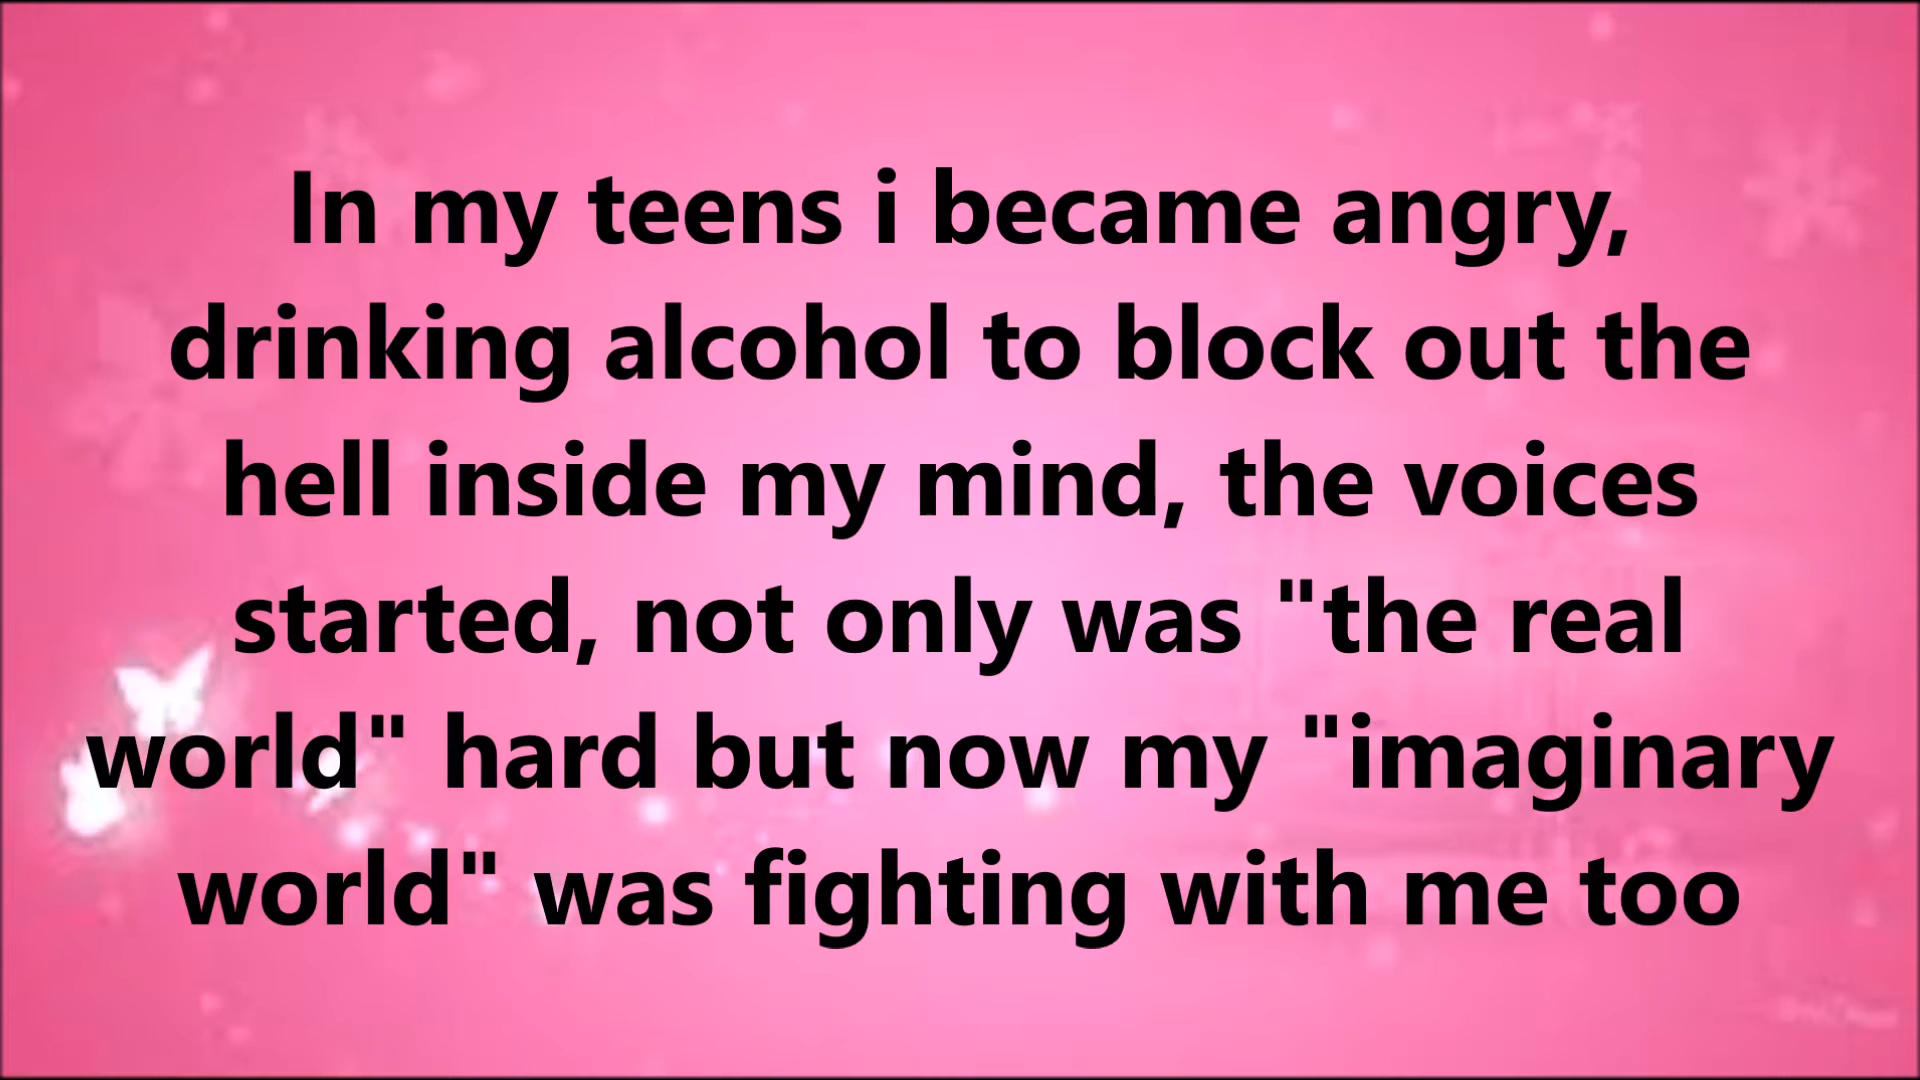 In my teens i became angry,
drinking alcohol to block out the
hell inside my mind, the voices
started, not only was "the real
world" hard but now my "imaginary
world" was fighting with me too